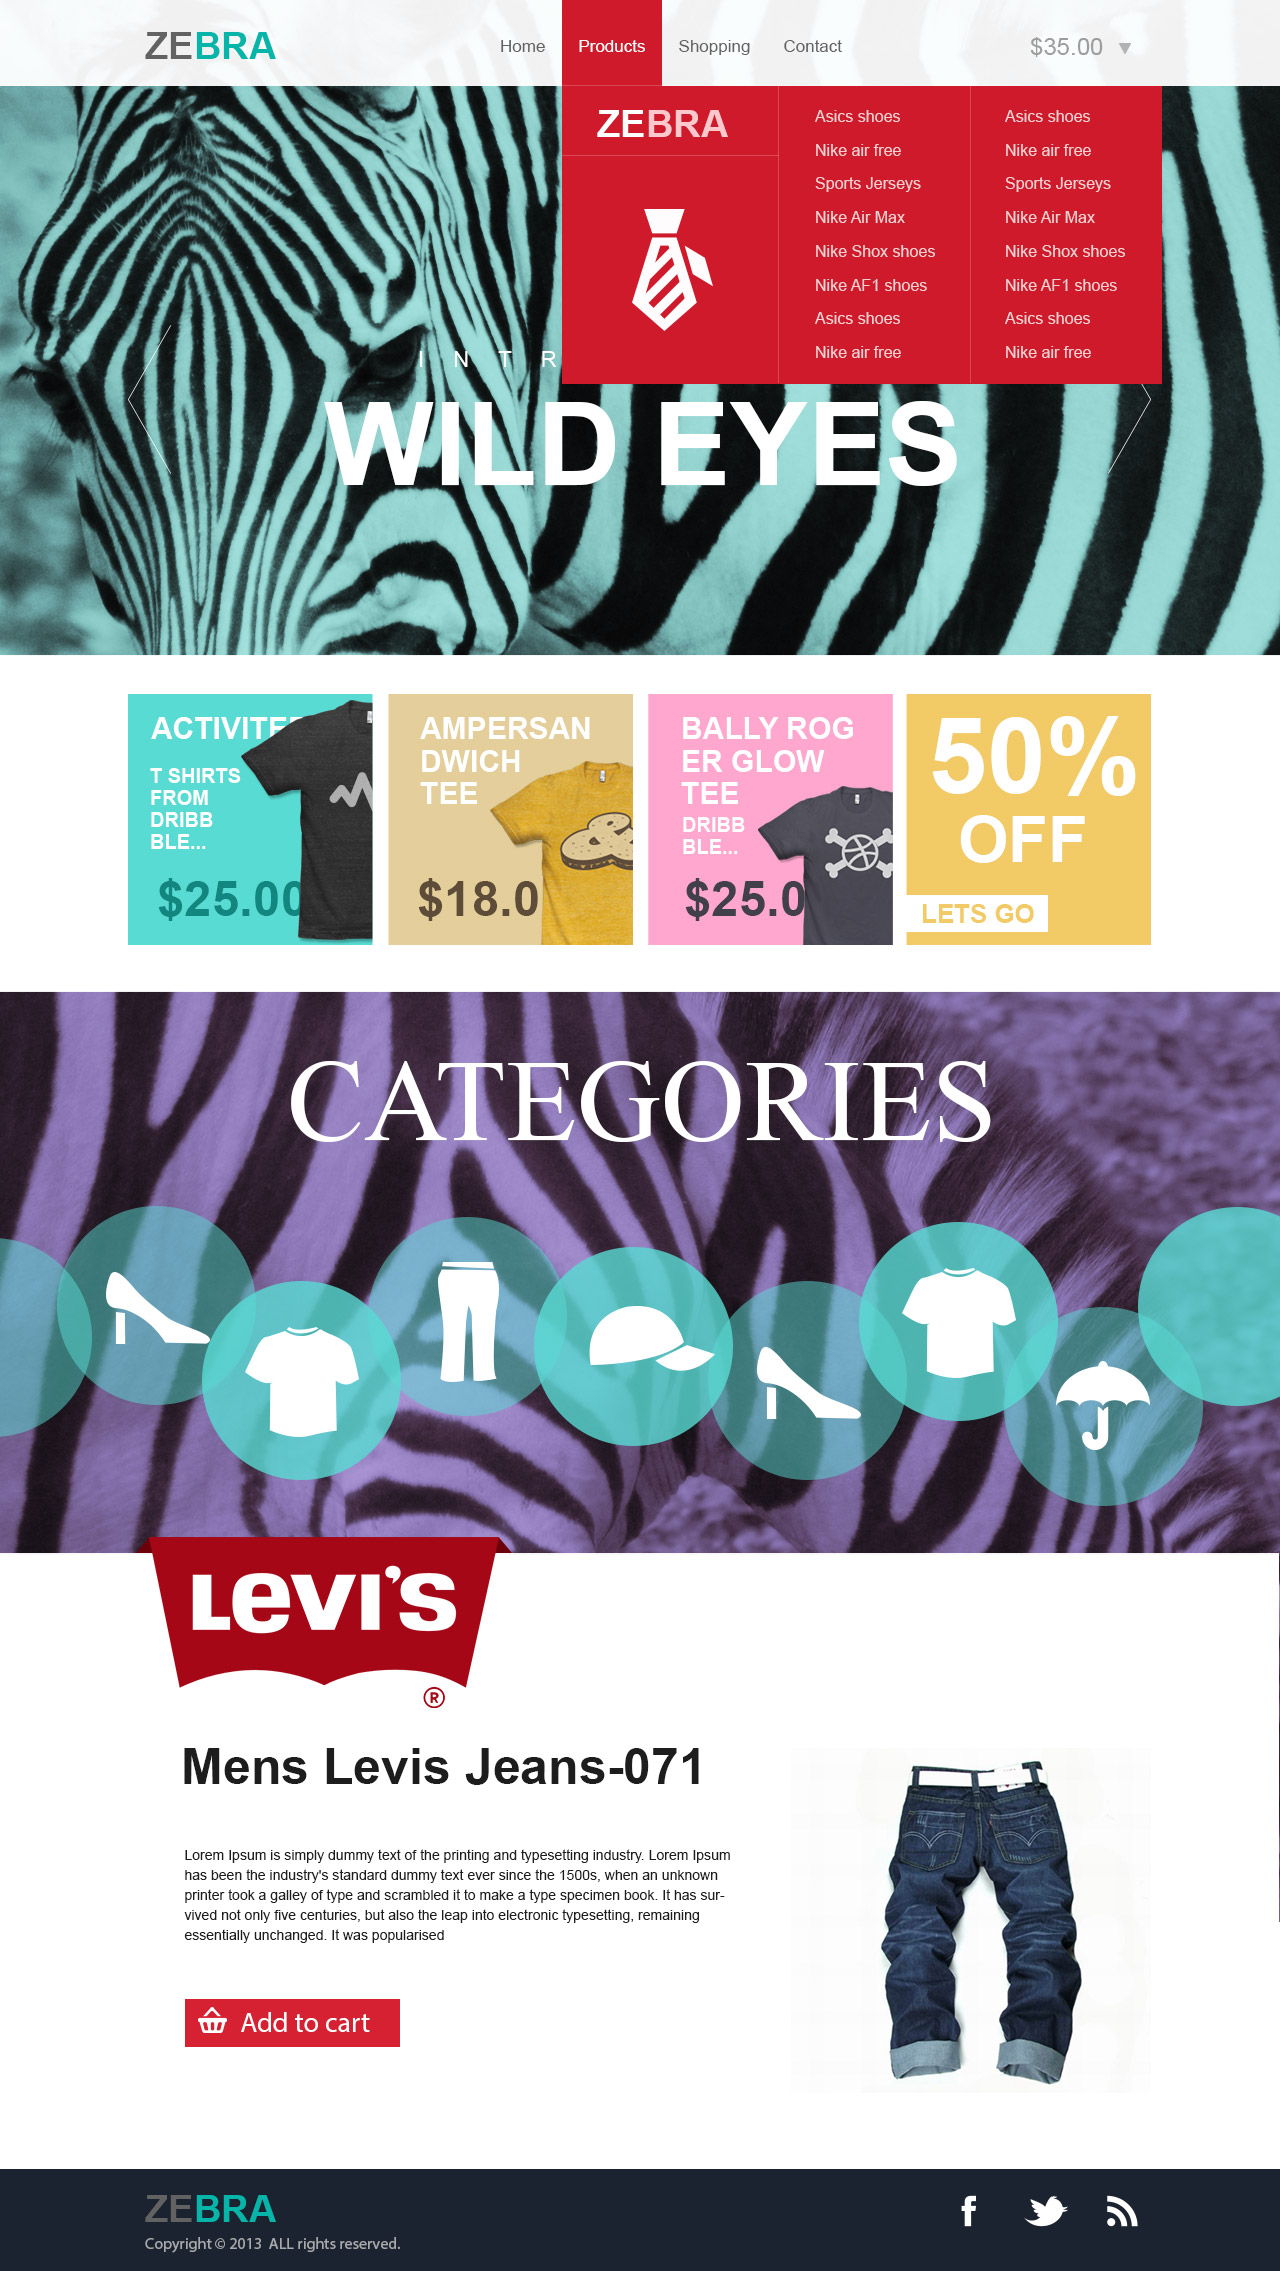 ZEBRA
Home
Products
Shopping
Contact
$35.00
ZEBRA
Asics shoes
Nike air free
Sports Jerseys
Nike Air Max
Nike Shox shoes
Nike AF1 shoes
Asics shoes
Nike air free
Asics shoes
Nike air free
Sports Jerseys
Nike Air Max
Nike Shox shoes
Nike AF1 shoes
Asics shoes
Nike air free
INTR
WILD EYES
T SHIRTS
FROM
DRIBB
BLE...
$25.00
AMPERSAN
DWICH
TEE
$18.0
BALLY ROG
ER GLOW
TEE
DRIBB
BLE...
$25.0
50%
OFF
LETS GO
CATEGORIES
LEVI'S
®
Mens Levis Jeans-071
Lorem Ipsum is simply dummy text of the printing and typesetting industry. Lorem Ipsum
has been the industry's standard dummy text ever since the 1500s, when an unknown
printer took a galley of type and scrambled it to make a type specimen book. It has sur-
vived not only five centuries, but also the leap into electronic typesetting, remaining
essentially unchanged. It was popularised
Add to cart
ZEBRA
Copyright © 2013 ALL rights reserved.